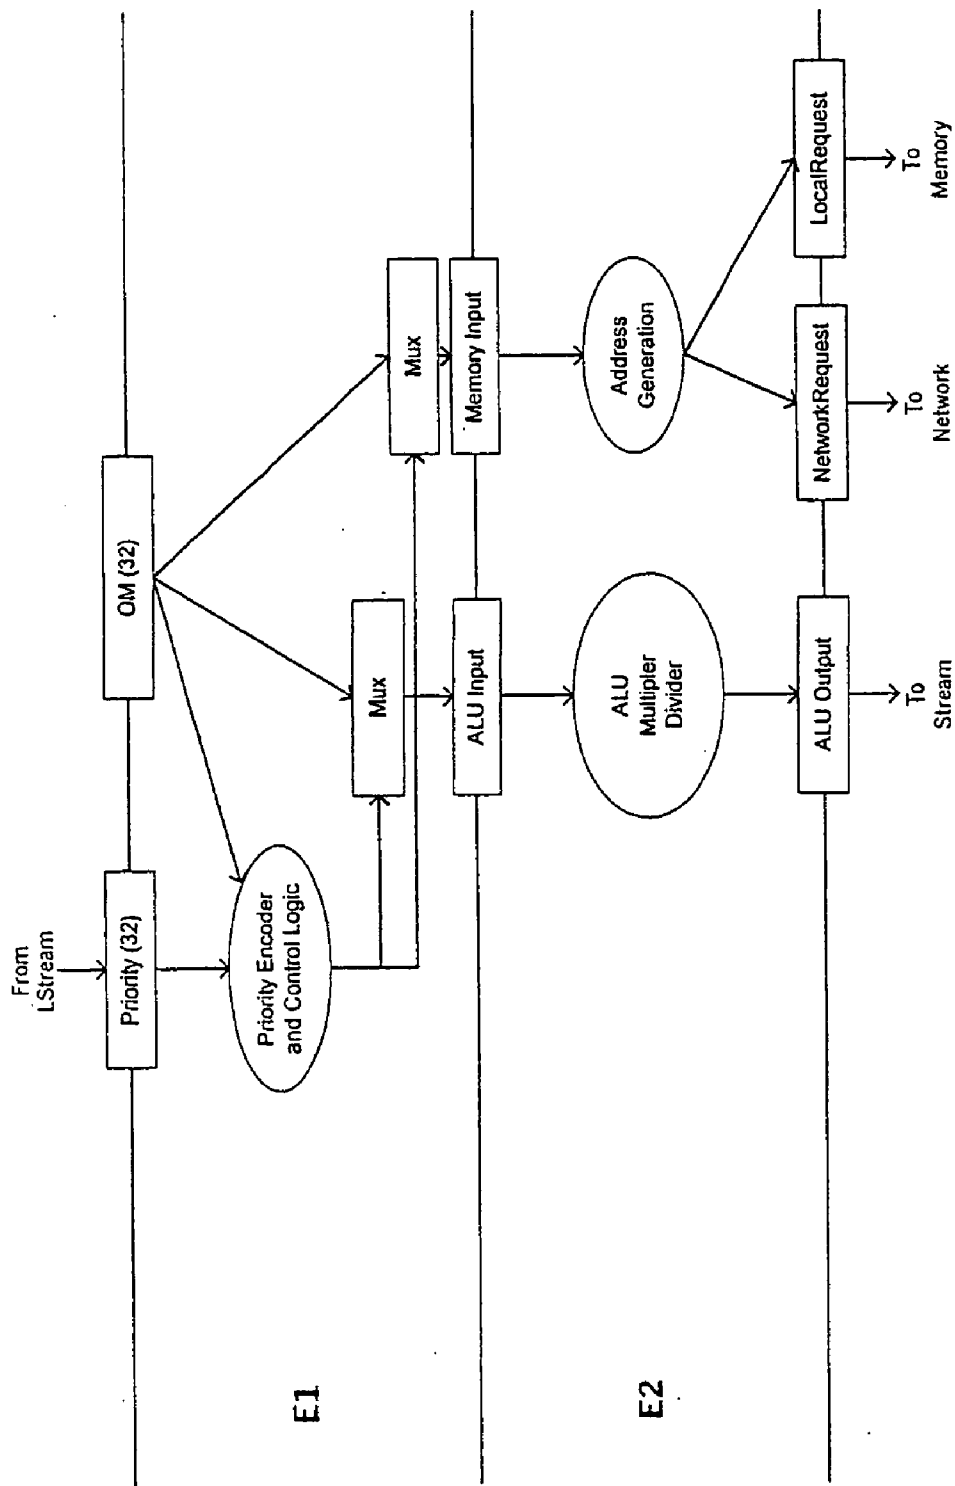 From
LStream
Priority (32)
OM (32)
Priority Encoder
and Control Logic
Mux
Mux
E1
ALU Input
Memory Input
ALU
Multipler
Divider
Address
Generation
E2
ALU Output
NetworkRequest
LocalRequest
To
Stream
To
Network
To
Memory